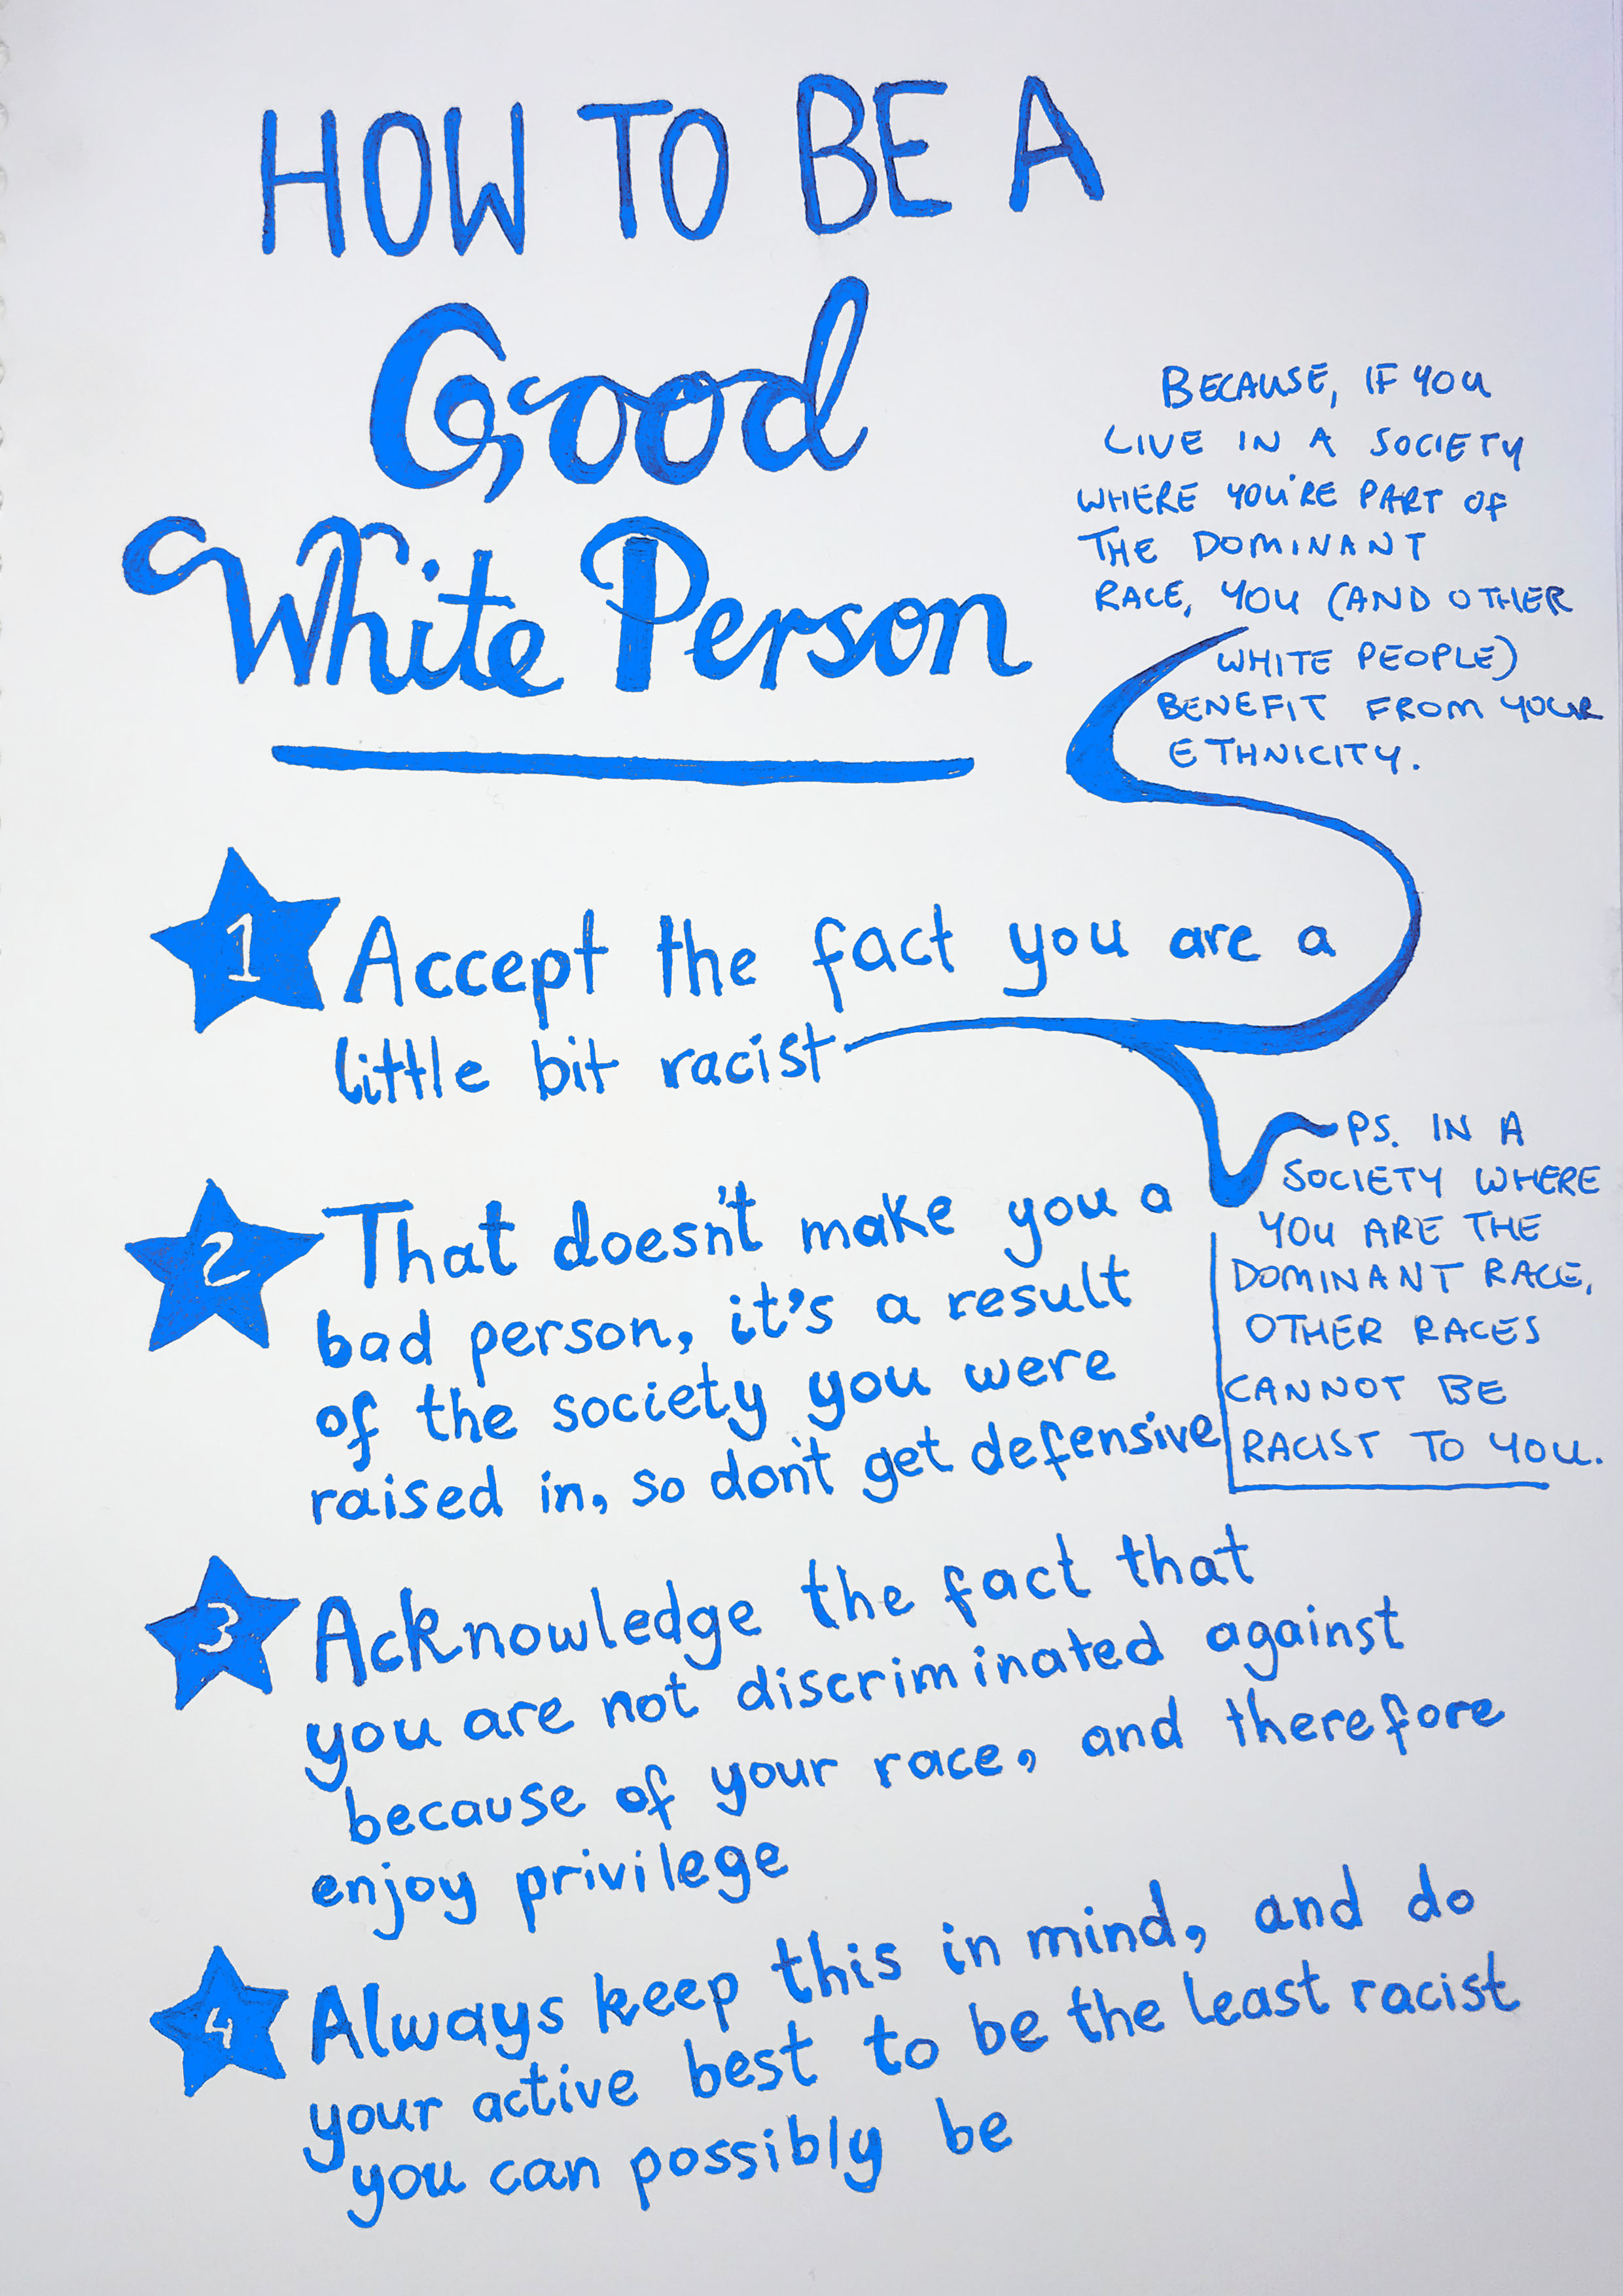 HOW TO BE A
Good
White Person
BECAUSE, IF YOU
LIVE IN A SOCIETY
WHERE YOU'RE PART OF
THE DOMINANT
RACE, YOU (AND OTHER
WHITE PEOPLE)
BENEFIT FROM YOUR
ETHNICITY.
1 Accept the fact you are a
little bit racist
PS. IN A
SOCIETY WHERE
YOU ARE THE
DOMINANT RACE,
OTHER RACES
CANNOT BE
RACIST TO YOU.
2 That doesn't make you a
bad person, it's a result
of the society you were
raised in, so don't get defensive
3 Acknowledge the fact that
you are not discriminated against
because of your race, and therefore
enjoy privilege
4 Always keep this in mind, and do
your active best to be the least racist
you can possibly be